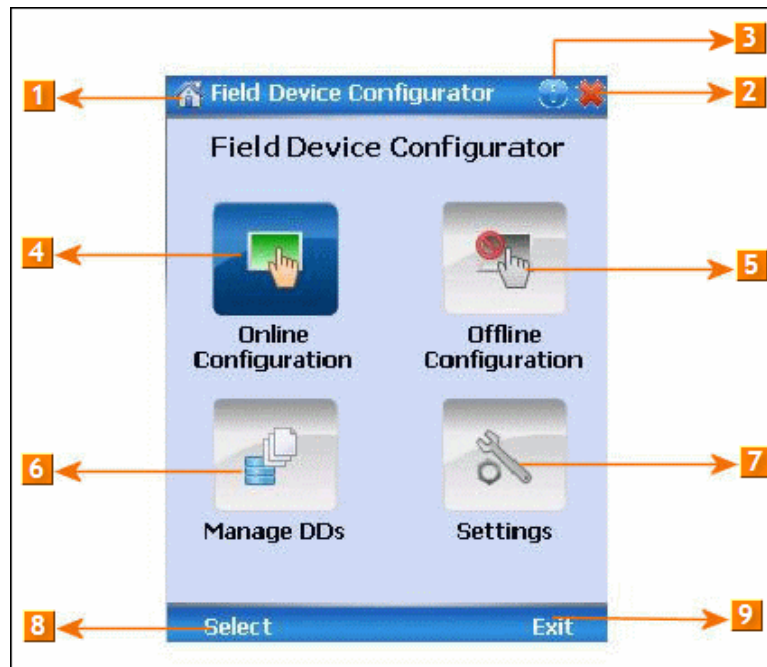 3
1
Field Device Configurator
2
Field Device Configurator
4
5
Online
Configuration
Offline
Configuration
6
7
Manage DDs
Settings
8
Select
Exit
9